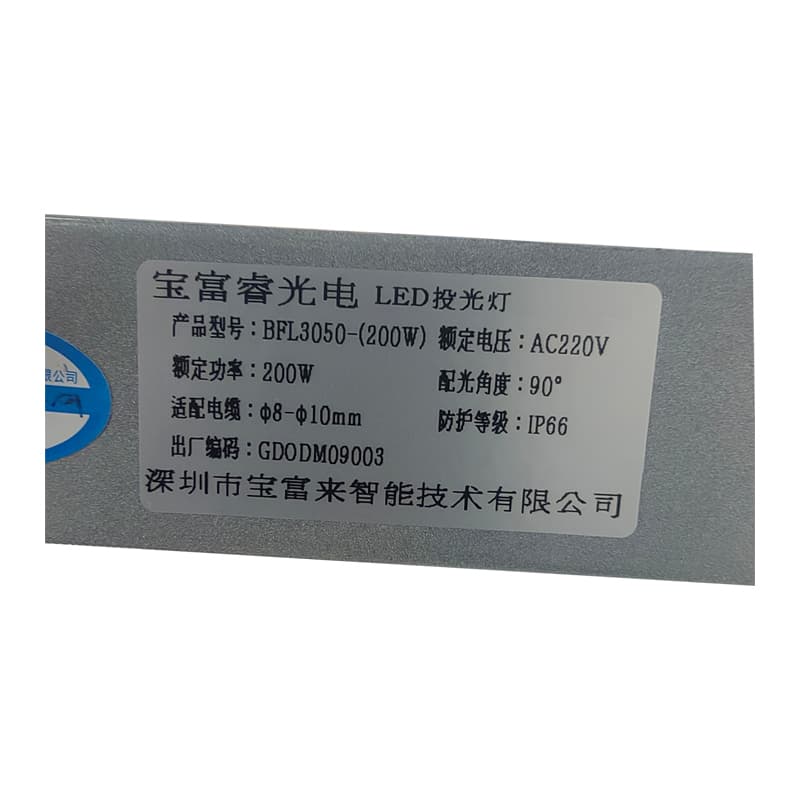 宝富睿光电 LED投光灯
产品型号：BFL3050-(200W) 额定电压：AC220V
额定功率：200W 配光角度：90°
适配电缆：φ8-φ10mm 防护等级：IP66
出厂编码：GDODM09003
深圳市宝富来智能技术有限公司
限公司